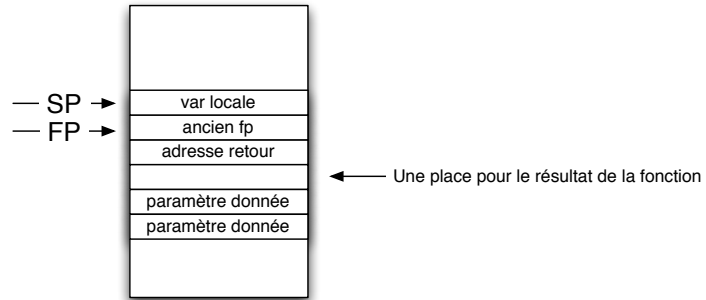 SP
var locale
FP
ancien fp
adresse retour
Une place pour le résultat de la fonction
paramètre donnée
paramètre donnée